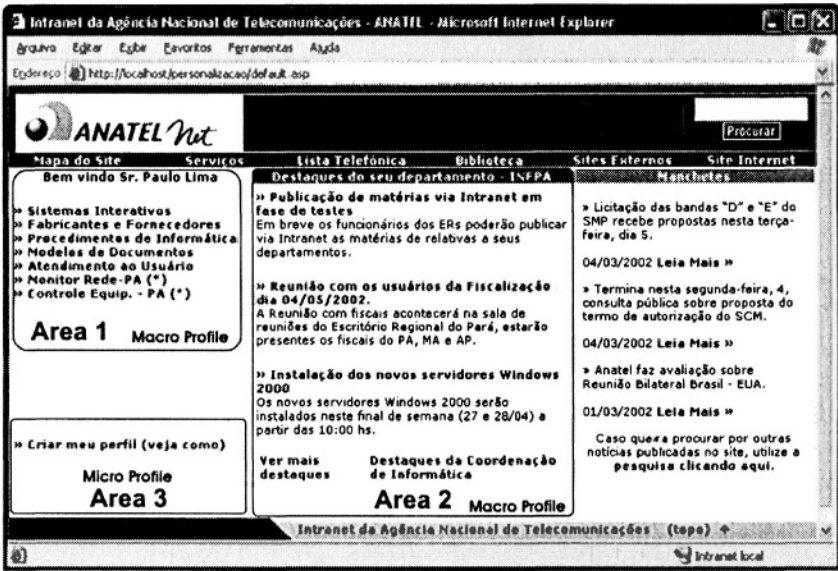 Intranet da Agência Nacional de Telecomunicações - ANATEL - Microsoft Internet Explorer
Arquivo Editar Exibir Favoritos Ferramentas Ajuda
Endereço http://localhost/personalizacao/default.asp
ANATEL Net
Procurar
Mapa do Site Serviços Lista Telefônica Biblioteca Sites Externos Site Internet
Bem vindo Sr. Paulo Lima
» Sistemas Interativos
» Fabricantes e Fornecedores
» Procedimentos de Informática
» Modelos de Documentos
» Atendimento ao Usuário
» Monitor Rede-PA (*)
» Controle Equip. - PA (*)
Area 1 Macro Profile
» Criar meu perfil (veja como)
Micro Profile
Area 3
Destaques do seu departamento - INFPA
» Publicação de matérias via Intranet em
fase de testes
Em breve os funcionários dos ERs poderão publicar
via Intranet as matérias de relativas a seus
departamentos.
» Reunião com os usuários da Fiscalização
dia 04/05/2002.
A Reunião com fiscais acontecerá na sala de
reuniões do Escritório Regional do Pará, estarão
presentes os fiscais do PA, MA e AP.
» Instalação dos novos servidores Windows
2000
Os novos servidores Windows 2000 serão
instalados neste final de semana (27 e 28/04) a
partir das 10:00 hs.
Ver mais
destaques
Destaques da Coordenação
de Informática
Area 2 Macro Profile
Manchetes
» Licitação das bandas "D" e "E" do
SMP recebe propostas nesta terça-
feira, dia 5.
04/03/2002 Leia Mais »
» Termina nesta segunda-feira, 4,
consulta pública sobre proposta do
termo de autorização do SCM.
04/03/2002 Leia Mais »
» Anatel faz avaliação sobre
Reunião Bilateral Brasil - EUA.
01/03/2002 Leia Mais »
Caso queira procurar por outras
notícias publicadas no site, utilize a
pesquisa clicando aqui.
Intranet da Agência Nacional de Telecomunicações (topo)
Intranet local